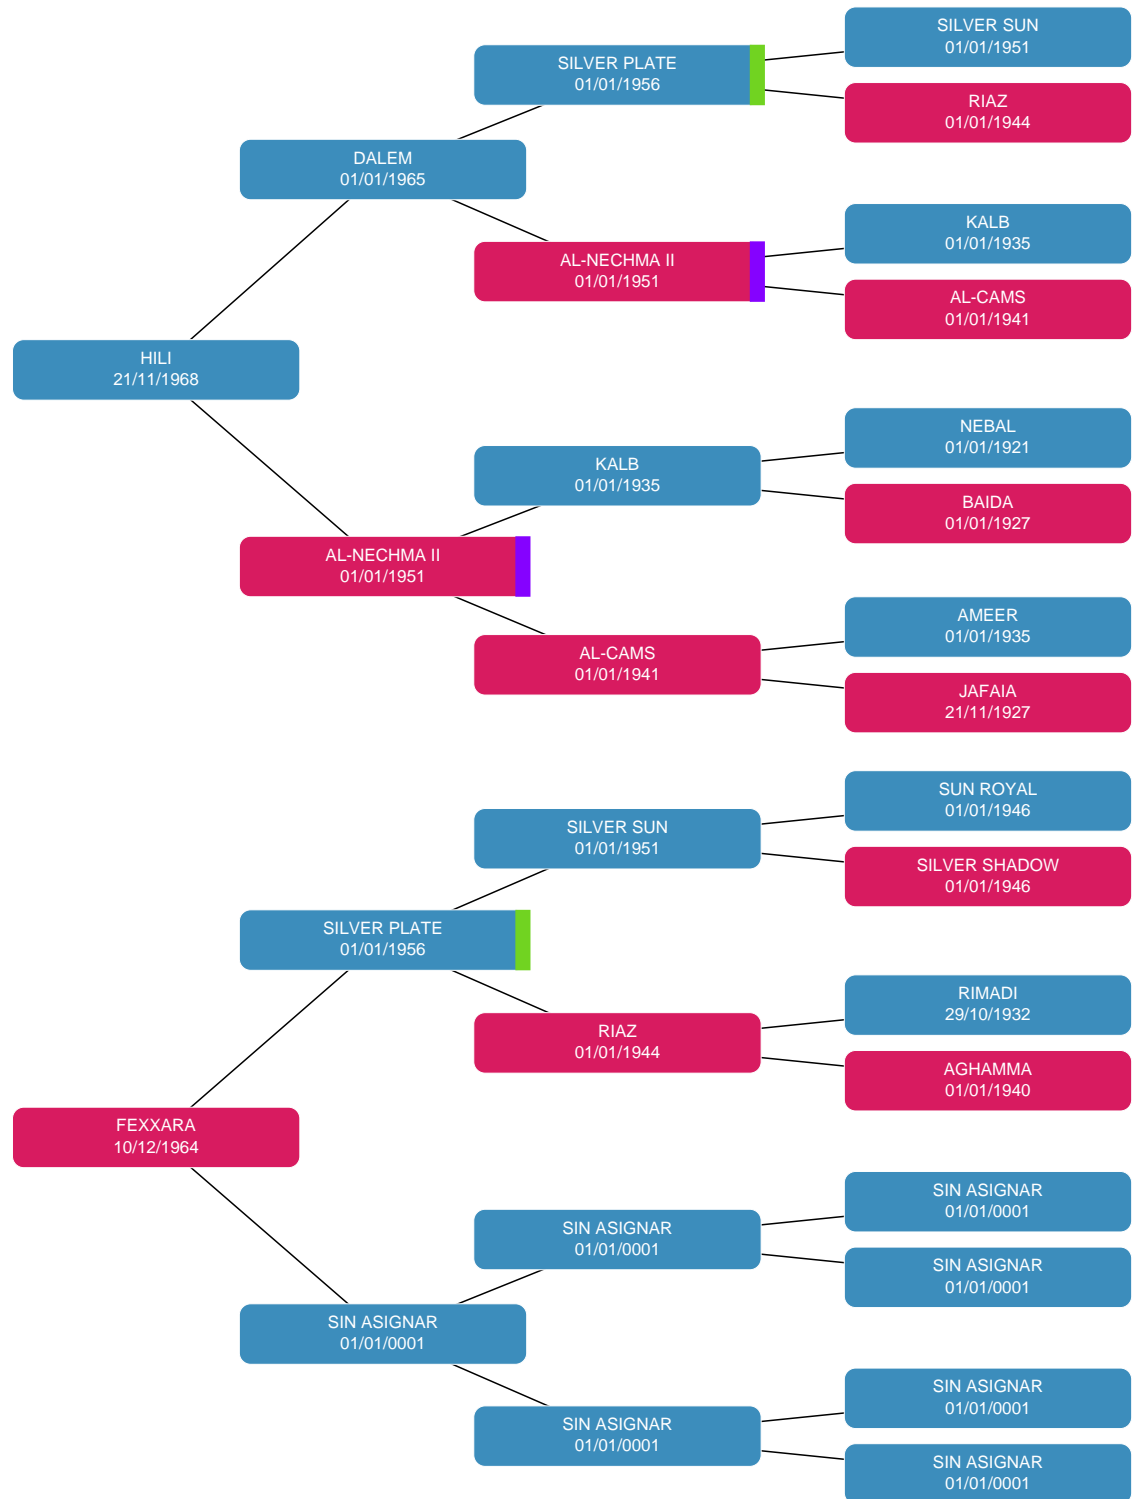 SILVER SUN
01/01/1951
SILVER PLATE
01/01/1956
RIAZ
01/01/1944
DALEM
01/01/1965
KALB
01/01/1935
AL-NECHMA II
01/01/1951
AL-CAMS
01/01/1941
HILI
21/11/1968
NEBAL
01/01/1921
KALB
01/01/1935
BAIDA
01/01/1927
AL-NECHMA II
01/01/1951
AMEER
01/01/1935
AL-CAMS
01/01/1941
JAFAIA
21/11/1927
SUN ROYAL
01/01/1946
SILVER SUN
01/01/1951
SILVER SHADOW
01/01/1946
SILVER PLATE
01/01/1956
RIMADI
29/10/1932
RIAZ
01/01/1944
AGHAMMA
01/01/1940
FEXXARA
10/12/1964
SIN ASIGNAR
01/01/0001
SIN ASIGNAR
01/01/0001
SIN ASIGNAR
01/01/0001
SIN ASIGNAR
01/01/0001
SIN ASIGNAR
01/01/0001
SIN ASIGNAR
01/01/0001
SIN ASIGNAR
01/01/0001